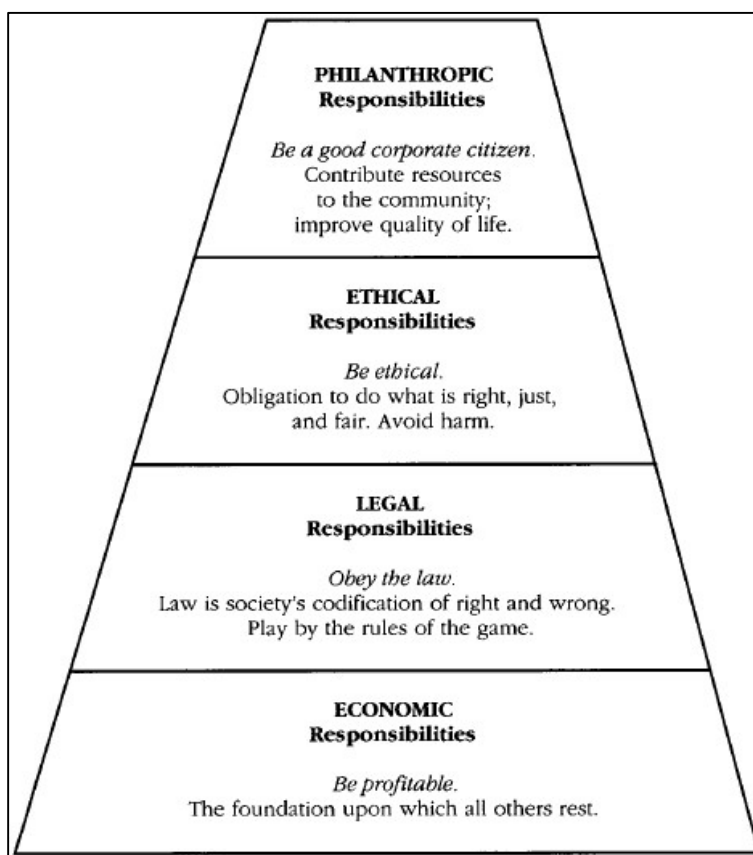 PHILANTHROPIC
Responsibilities
Be a good corporate citizen.
Contribute resources
to the community;
improve quality of life.
ETHICAL
Responsibilities
Be ethical.
Obligation to do what is right, just,
and fair. Avoid harm.
LEGAL
Responsibilities
Obey the law.
Law is society's codification of right and wrong.
Play by the rules of the game.
ECONOMIC
Responsibilities
Be profitable.
The foundation upon which all others rest.